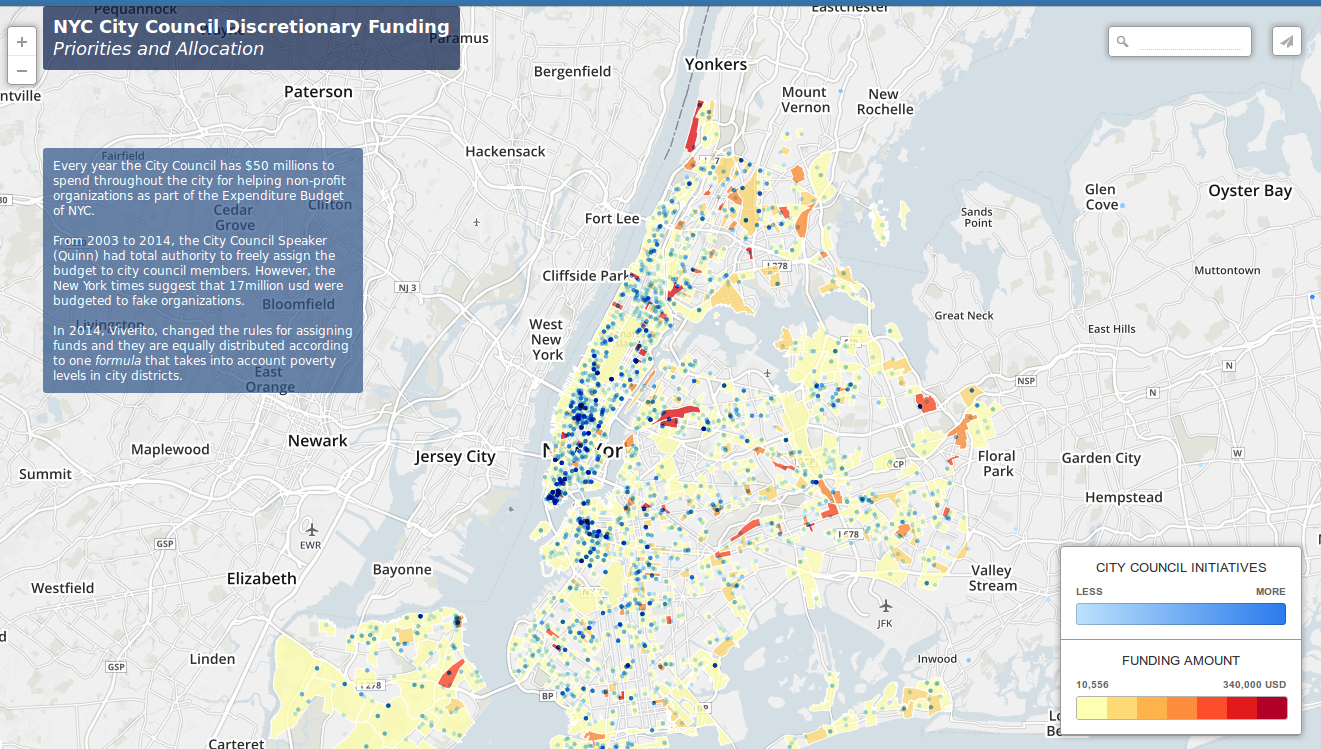 Pequannock
Eastchester
NYC City Council Discretionary Funding
Priorities and Allocation
Paramus
+
−
Yonkers
Bergenfield
Paterson
Mount
Vernon
New
Rochelle
ntville
Hackensack
Fairfield
Every year the City Council has $50 millions to
spend throughout the city for helping non-profit
organizations as part of the Expenditure Budget
of NYC.
Cedar
Grove
Clifton
From 2003 to 2014, the City Council Speaker
(Quinn) had total authority to freely assign the
budget to city council members. However, the
New York times suggest that 17million usd were
budgeted to fake organizations.
Bloomfield
Livingston
In 2014, Viverito, changed the rules for assigning
funds and they are equally distributed according
to one formula that takes into account poverty
levels in city districts.
East
Orange
80
Glen
Cove
Oyster Bay
Sands
Point
Fort Lee
Cliffside Park
I 278
NJ 3
Muttontown
Great Neck
East Hills
West
New
York
N
NSP
N
Maplewood
Newark
Jersey City
W
Summit
CP
Floral
Park
Garden City
Hempstead
I 678
GSP
EWR
Bayonne
Elizabeth
Westfield
Valley
Stream
JFK
Linden
GSP
I 278
Inwood
BP
Carteret
CITY COUNCIL INITIATIVES
LESS
MORE
FUNDING AMOUNT
10,556
340,000 USD